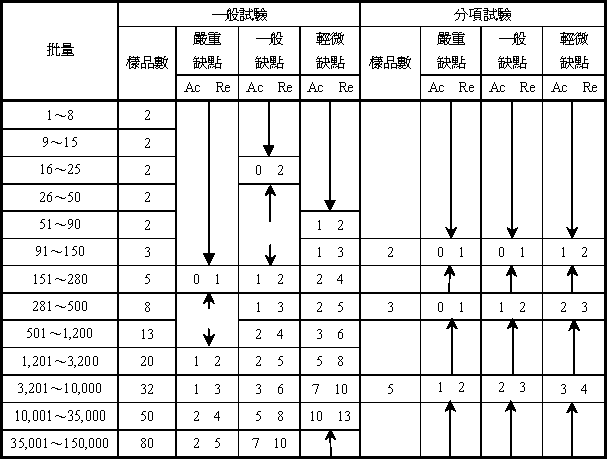 一般試驗 分項試驗
批量 樣品數 嚴重缺點 一般缺點 輕微缺點 樣品數 嚴重缺點 一般缺點 輕微缺點
Ac Re Ac Re Ac Re Ac Re Ac Re Ac Re
1～8 2
9～15 2
16～25 2 0 2
26～50 2
51～90 2 1 2
91～150 3 1 3 2 0 1 0 1 1 2
151～280 5 0 1 1 2 2 4
281～500 8 1 3 2 5 3 0 1 1 2 2 3
501～1,200 13 2 4 3 6
1,201～3,200 20 1 2 2 5 5 8
3,201～10,000 32 1 3 3 6 7 10 5 1 2 2 3 3 4
10,001～35,000 50 2 4 5 8 10 13
35,001～150,000 80 2 5 7 10